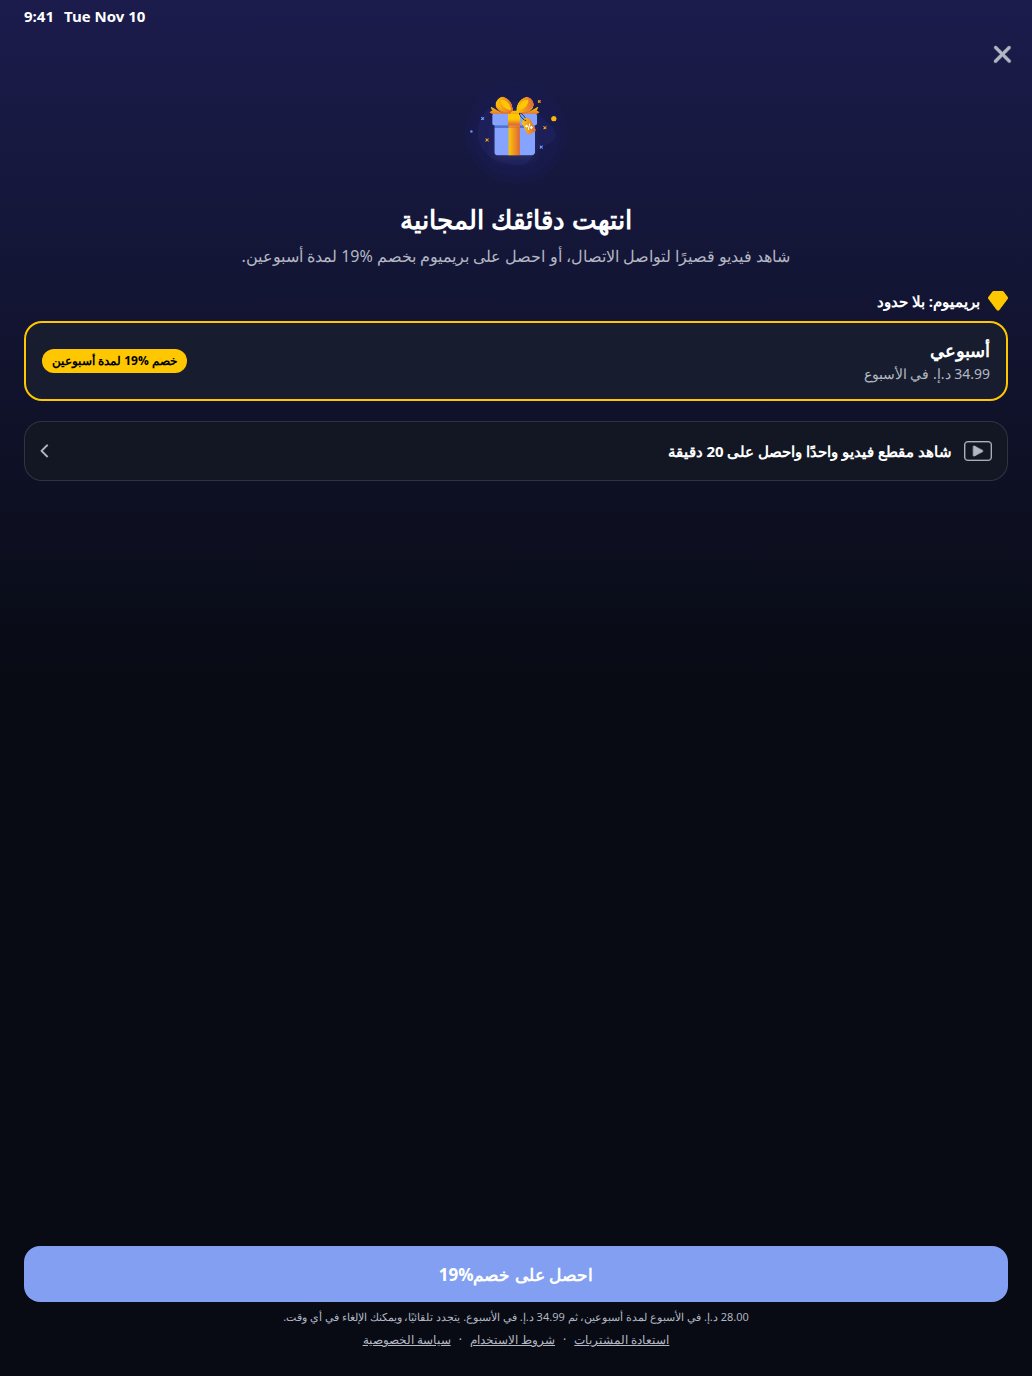 9:41 Tue Nov 10
انتهت دقائقك المجانية
شاهد فيديو قصيرًا لتواصل الاتصال، أو احصل على بريميوم بخصم 19% لمدة أسبوعين.
بريميوم: بلا حدود
أسبوعي
34.99 د.إ. في الأسبوع
خصم 19% لمدة أسبوعين
شاهد مقطع فيديو واحدًا واحصل على 20 دقيقة
احصل على خصم19%
28.00 د.إ. في الأسبوع لمدة أسبوعين، ثم 34.99 د.إ. في الأسبوع. يتجدد تلقائيًا، ويمكنك الإلغاء في أي وقت.
استعادة المشتريات · شروط الاستخدام · سياسة الخصوصية